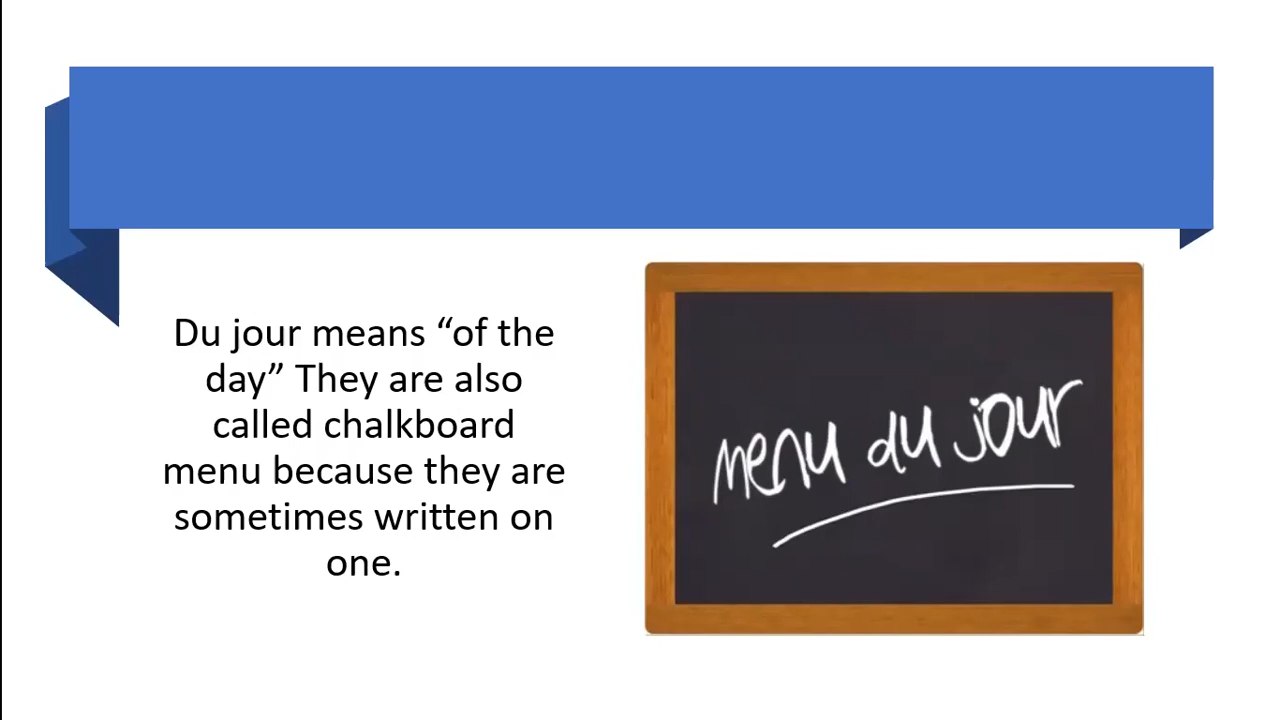 Du jour means “of the
day” They are also
called chalkboard
menu because they are
sometimes written on
one.
menu du jour